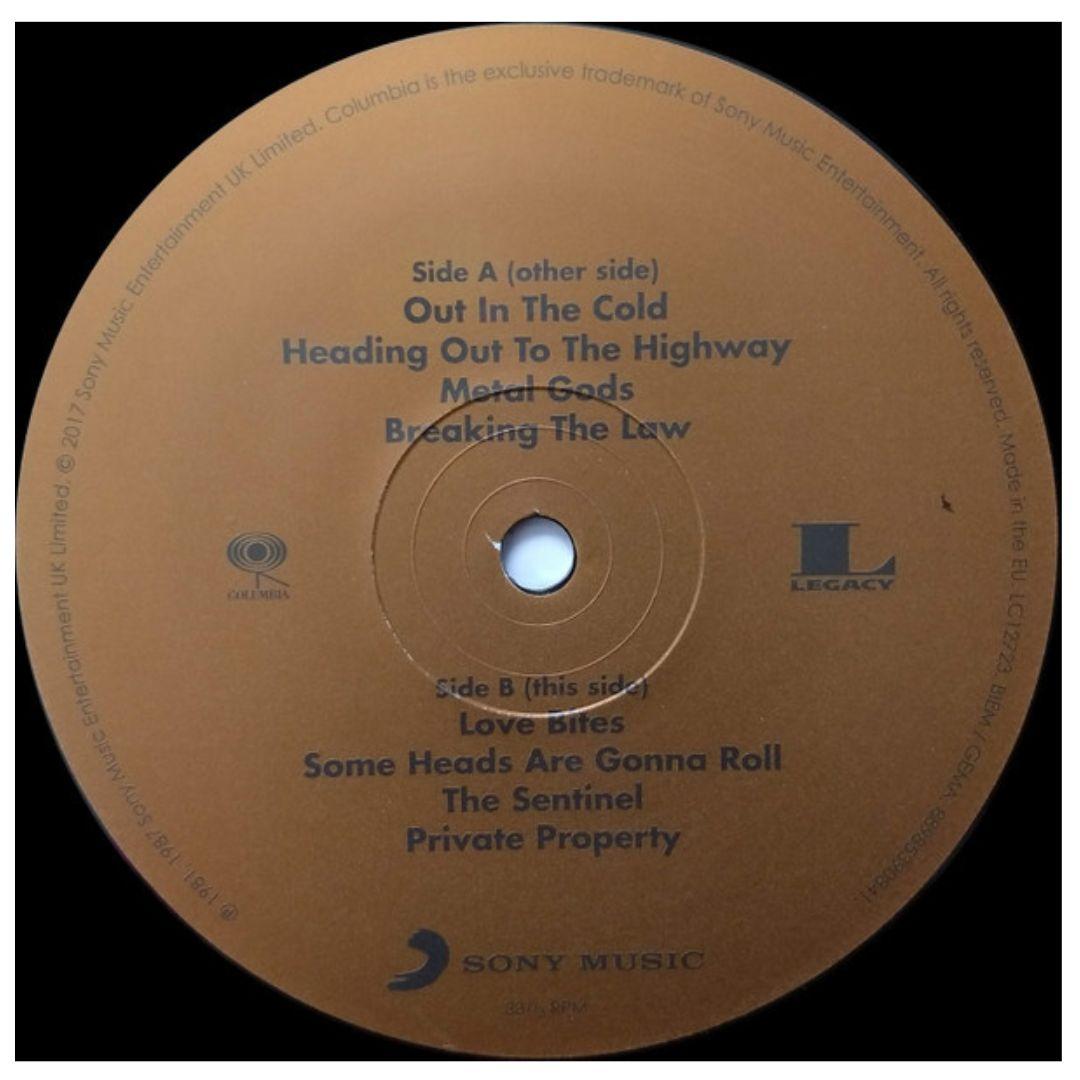 ℗ 1981, 1987 Sony Music Entertainment UK Limited. © 2017 Sony Music Entertainment UK Limited. Columbia is the exclusive trademark of Sony Music Entertainment. All rights reserved. Made in the EU. LC12723. BIEM / GEMA. 88985390841
Side A (other side)
Out In The Cold
Heading Out To The Highway
Metal Gods
Breaking The Law
COLUMBIA
L
LEGACY
Side B (this side)
Love Bites
Some Heads Are Gonna Roll
The Sentinel
Private Property
SONY MUSIC
33⅓ RPM